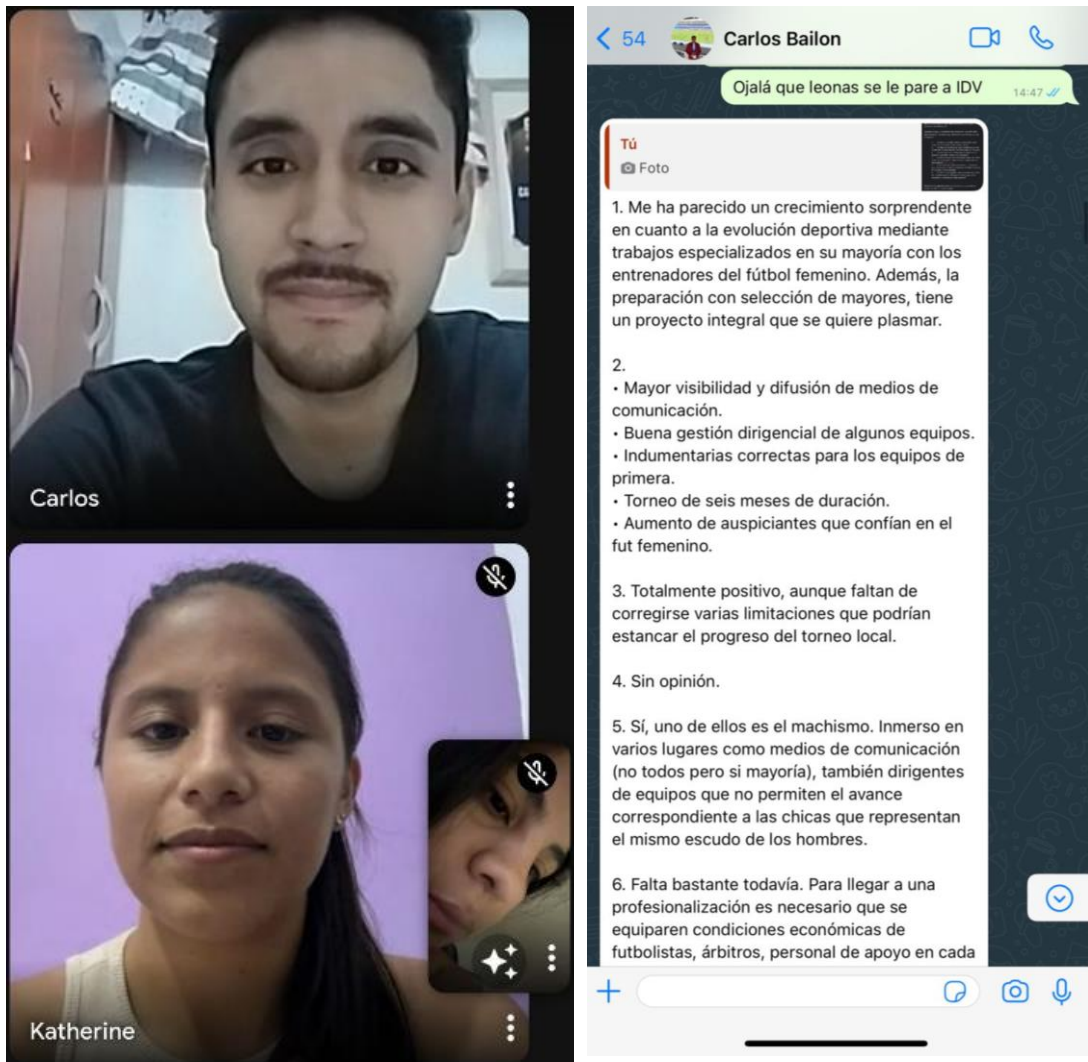 Carlos
Katherine
54
Carlos Bailon
Ojalá que leonas se le pare a IDV
14:47
Tú
Foto
1. Me ha parecido un crecimiento sorprendente
en cuanto a la evolución deportiva mediante
trabajos especializados en su mayoría con los
entrenadores del fútbol femenino. Además, la
preparación con selección de mayores, tiene
un proyecto integral que se quiere plasmar.
2.
• Mayor visibilidad y difusión de medios de
comunicación.
• Buena gestión dirigencial de algunos equipos.
• Indumentarias correctas para los equipos de
primera.
• Torneo de seis meses de duración.
• Aumento de auspiciantes que confían en el
fut femenino.
3. Totalmente positivo, aunque faltan de
corregirse varias limitaciones que podrían
estancar el progreso del torneo local.
4. Sin opinión.
5. Sí, uno de ellos es el machismo. Inmerso en
varios lugares como medios de comunicación
(no todos pero si mayoría), también dirigentes
de equipos que no permiten el avance
correspondiente a las chicas que representan
el mismo escudo de los hombres.
6. Falta bastante todavía. Para llegar a una
profesionalización es necesario que se
equiparen condiciones económicas de
futbolistas, árbitros, personal de apoyo en cada